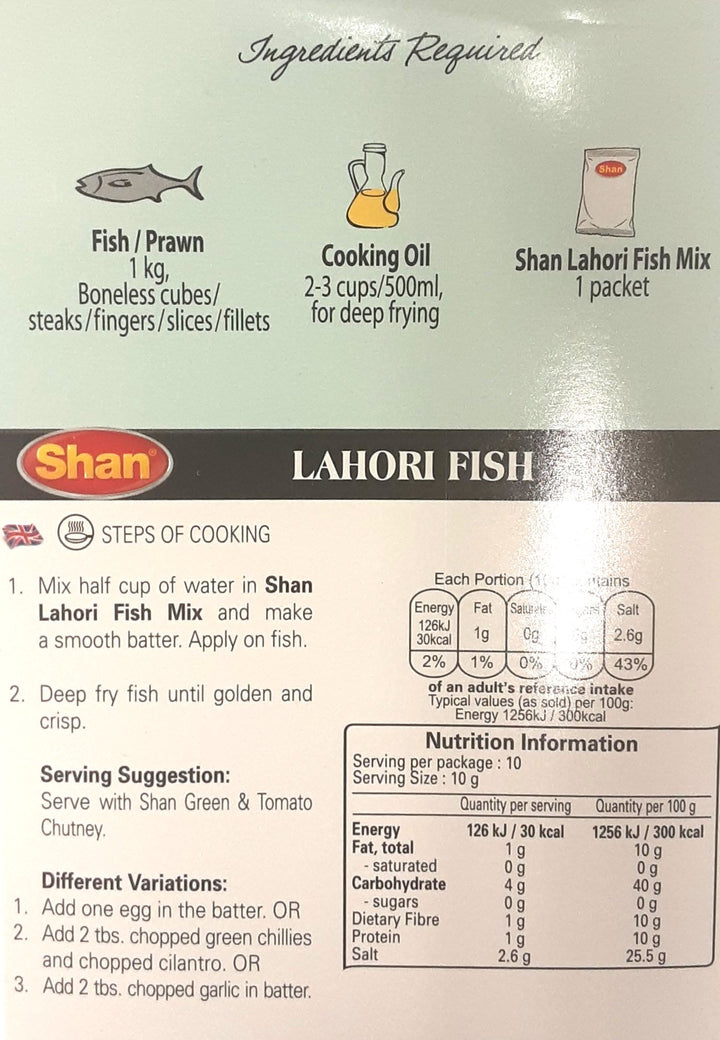 Ingredients Required
Shan
Fish / Prawn
1 kg,
Boneless cubes/
steaks/fingers/slices/fillets
Cooking Oil
2-3 cups/500ml,
for deep frying
Shan Lahori Fish Mix
1 packet
Shan®
LAHORI FISH
STEPS OF COOKING
1. Mix half cup of water in Shan
Lahori Fish Mix and make
a smooth batter. Apply on fish.
2. Deep fry fish until golden and
crisp.
Serving Suggestion:
Serve with Shan Green & Tomato
Chutney.
Different Variations:
1. Add one egg in the batter. OR
2. Add 2 tbs. chopped green chillies
and chopped cilantro. OR
3. Add 2 tbs. chopped garlic in batter.
Each Portion
Energy Fat Saturates Salt
126kJ
30kcal 1g 0g 2.6g
2% 1% 0% 0% 43%
of an adult's reference intake
Typical values (as sold) per 100g:
Energy 1256kJ / 300kcal
Nutrition Information
Serving per package : 10
Serving Size : 10 g
Quantity per serving Quantity per 100 g
Energy 126 kJ / 30 kcal 1256 kJ / 300 kcal
Fat, total 1 g 10 g
- saturated 0 g 0 g
Carbohydrate 4 g 40 g
- sugars 0 g 0 g
Dietary Fibre 1 g 10 g
Protein 1 g 10 g
Salt 2.6 g 25.5 g